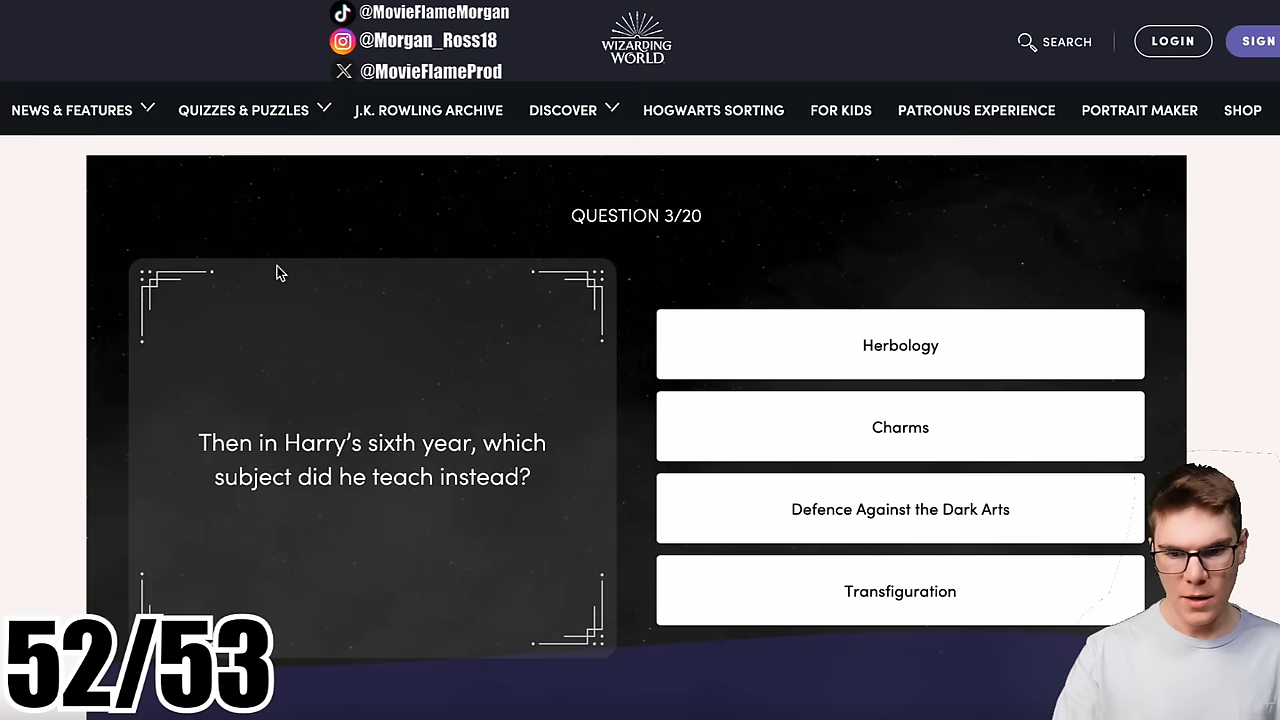 @MovieFlameMorgan
@Morgan_Ross18
@MovieFlameProd
WIZARDING
WORLD
SEARCH
LOGIN
SIGN
NEWS & FEATURES
QUIZZES & PUZZLES
J.K. ROWLING ARCHIVE
DISCOVER
HOGWARTS SORTING
FOR KIDS
PATRONUS EXPERIENCE
PORTRAIT MAKER
SHOP
QUESTION 3/20
Then in Harry’s sixth year, which
subject did he teach instead?
Herbology
Charms
Defence Against the Dark Arts
Transfiguration
52/53